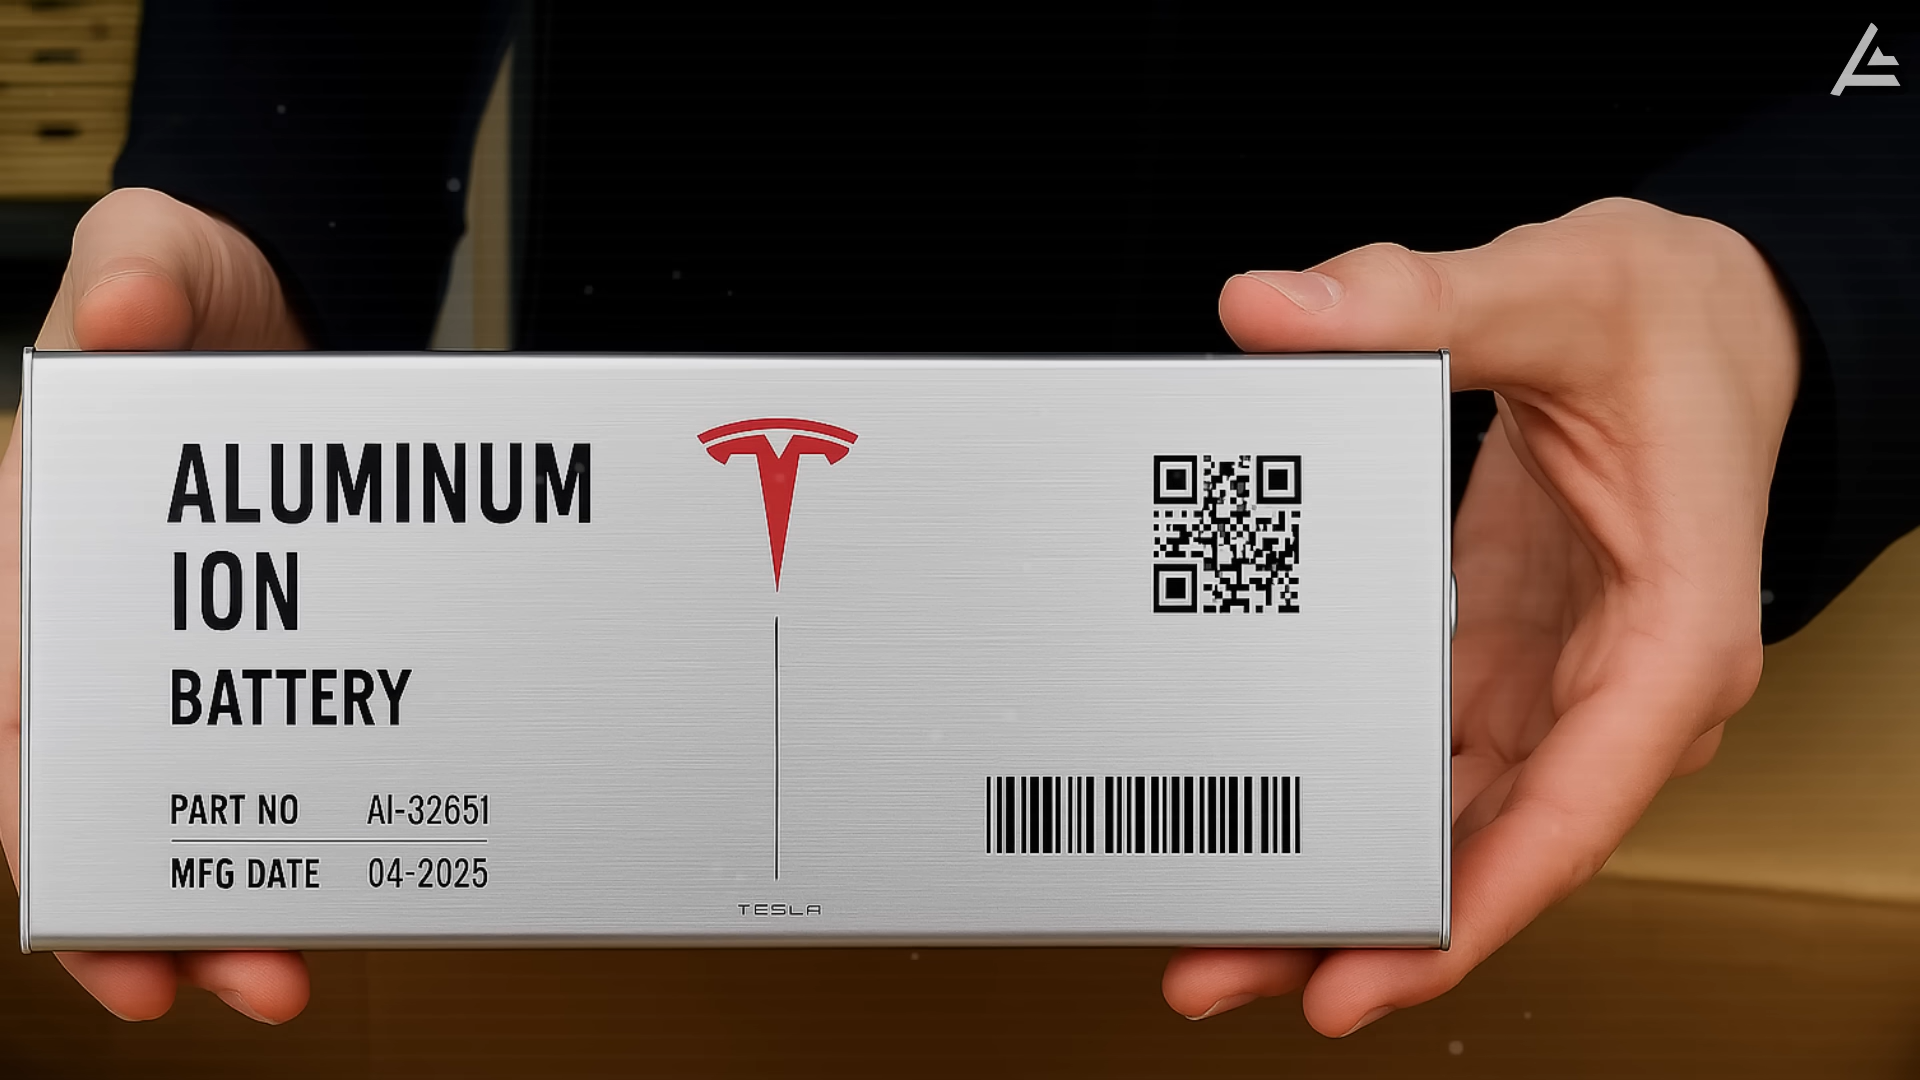 ALUMINUM
ION
BATTERY
PART NO AI-32651
MFG DATE 04-2025
TESLA